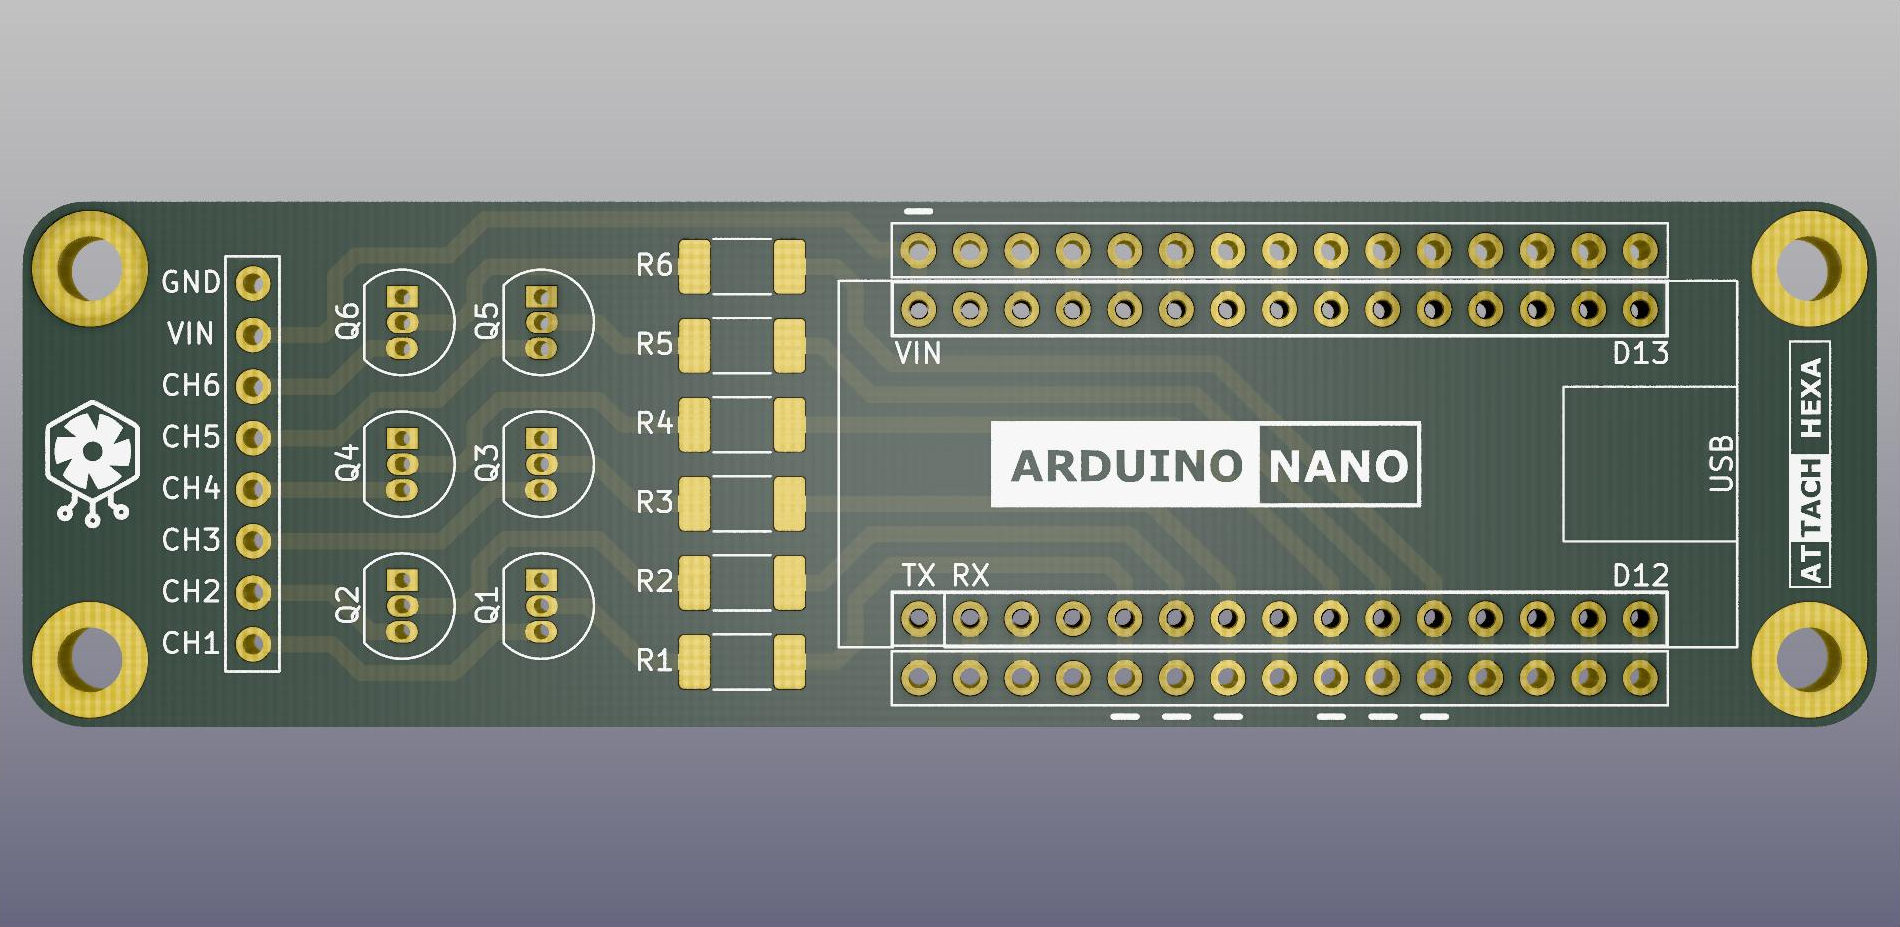 GND
VIN
CH6
CH5
CH4
CH3
CH2
CH1
Q6
Q5
Q4
Q3
Q2
Q1
R6
R5
R4
R3
R2
R1
VIN
D13
ARDUINO NANO
USB
TX RX
D12
ATTACH HEXA